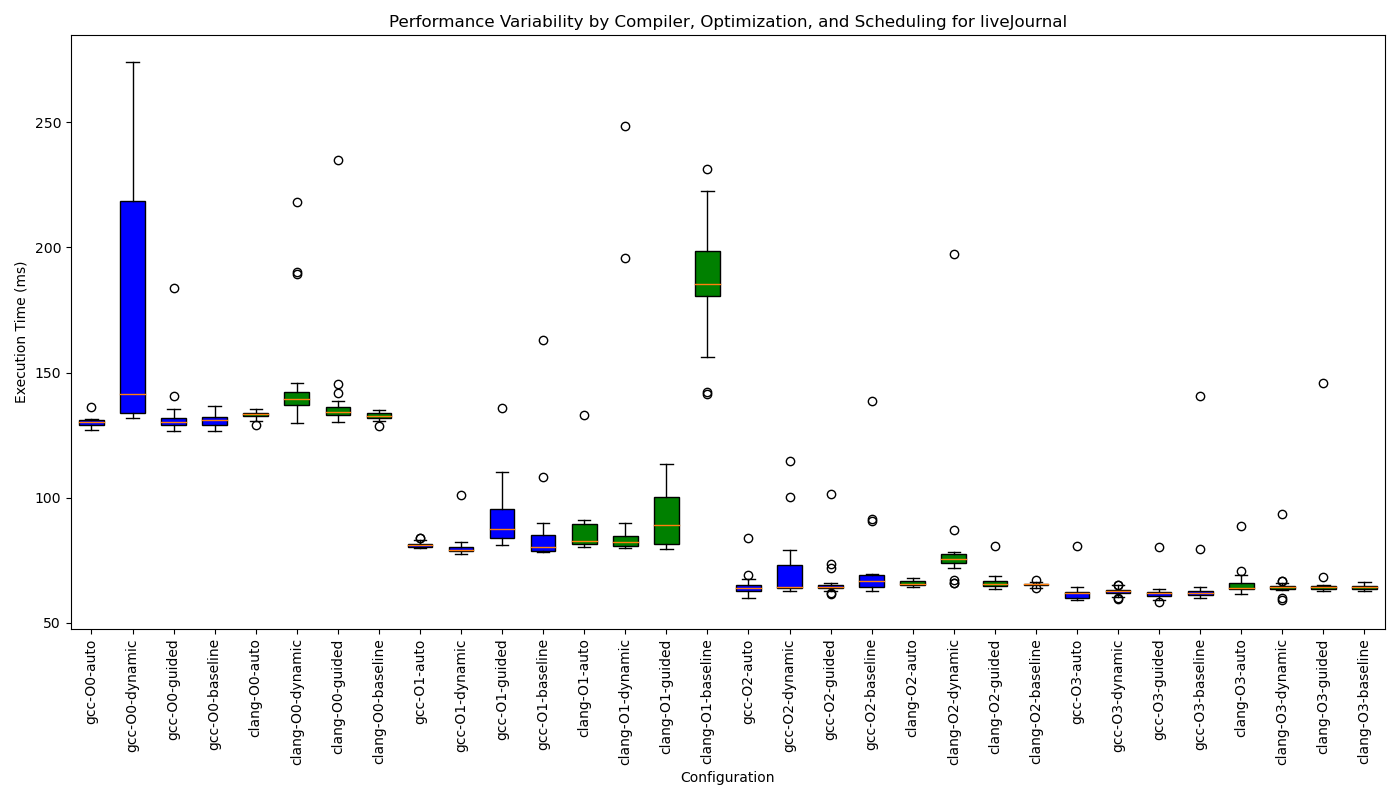 Performance Variability by Compiler, Optimization, and Scheduling for liveJournal
Execution Time (ms)
250
200
150
100
50
gcc-O0-auto
gcc-O0-dynamic
gcc-O0-guided
gcc-O0-baseline
clang-O0-auto
clang-O0-dynamic
clang-O0-guided
clang-O0-baseline
gcc-O1-auto
gcc-O1-dynamic
gcc-O1-guided
gcc-O1-baseline
clang-O1-auto
clang-O1-dynamic
clang-O1-guided
clang-O1-baseline
gcc-O2-auto
gcc-O2-dynamic
gcc-O2-guided
gcc-O2-baseline
clang-O2-auto
clang-O2-dynamic
clang-O2-guided
clang-O2-baseline
gcc-O3-auto
gcc-O3-dynamic
gcc-O3-guided
gcc-O3-baseline
clang-O3-auto
clang-O3-dynamic
clang-O3-guided
clang-O3-baseline
Configuration